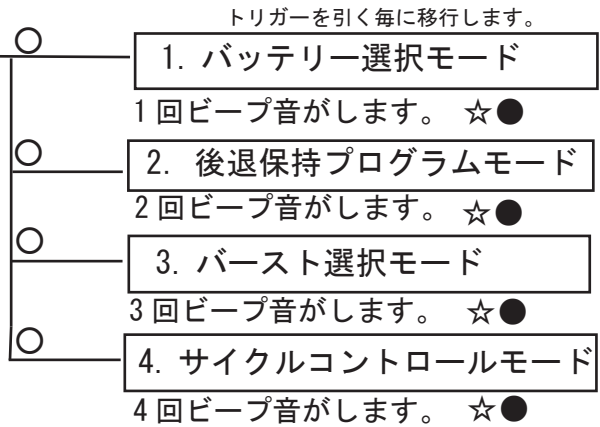 トリガーを引く毎に移行します。
1. バッテリー選択モード
1回ビープ音がします。 ☆●
2. 後退保持プログラムモード
2回ビープ音がします。 ☆●
3. バースト選択モード
3回ビープ音がします。 ☆●
4. サイクルコントロールモード
4回ビープ音がします。 ☆●